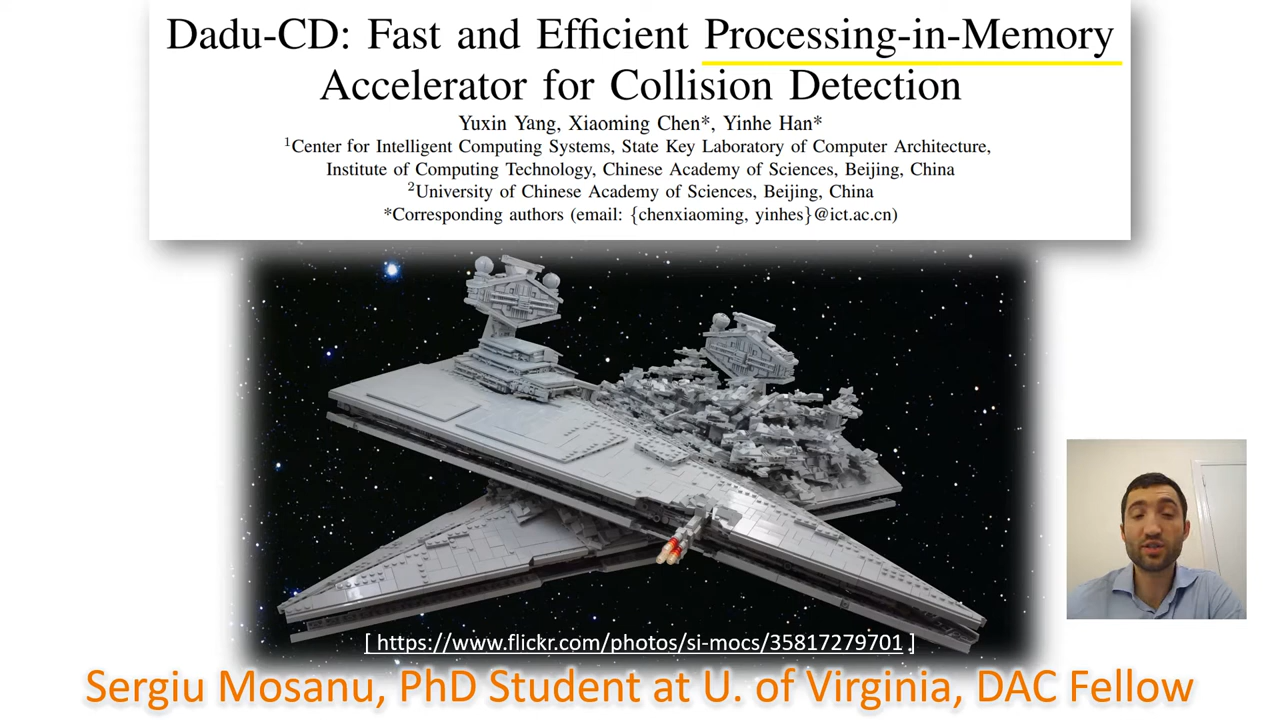 Dadu-CD: Fast and Efficient Processing-in-Memory
Accelerator for Collision Detection
Yuxin Yang, Xiaoming Chen*, Yinhe Han*
1Center for Intelligent Computing Systems, State Key Laboratory of Computer Architecture,
Institute of Computing Technology, Chinese Academy of Sciences, Beijing, China
2University of Chinese Academy of Sciences, Beijing, China
*Corresponding authors (email: {chenxiaoming, yinhes}@ict.ac.cn)
[ https://www.flickr.com/photos/si-mocs/35817279701 ]
Sergiu Mosanu, PhD Student at U. of Virginia, DAC Fellow